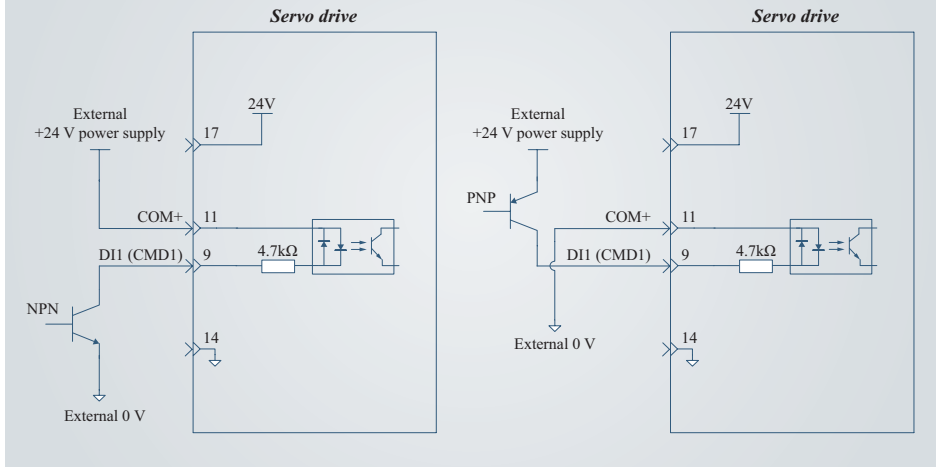 Servo drive
24V
17
External
+24 V power supply
COM+
11
DI1 (CMD1)
9
4.7kΩ
NPN
14
External 0 V
Servo drive
24V
17
External
+24 V power supply
PNP
COM+
11
DI1 (CMD1)
9
4.7kΩ
External 0 V
14